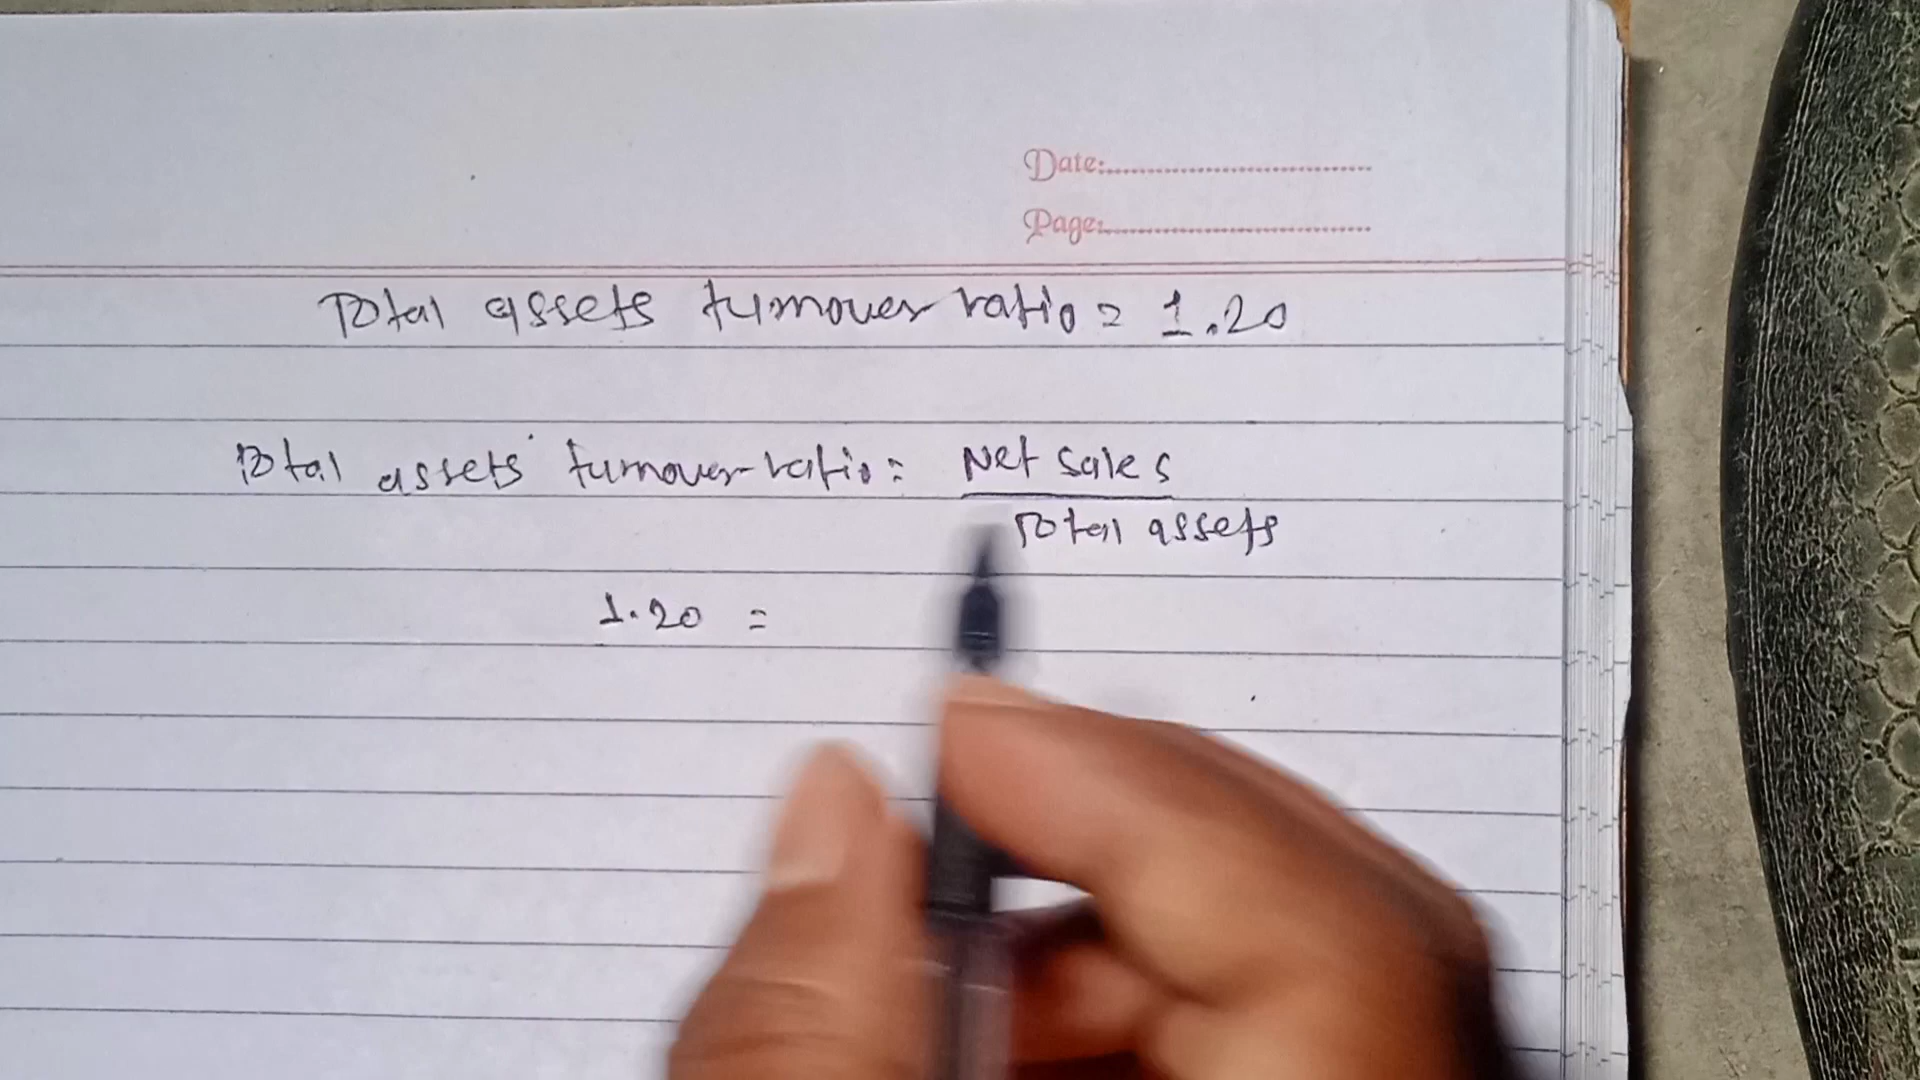 Date:
Page:
Total assets turnover ratio = 1.20
Total assets turnover ratio = Net sales
Total assets
1.20 =